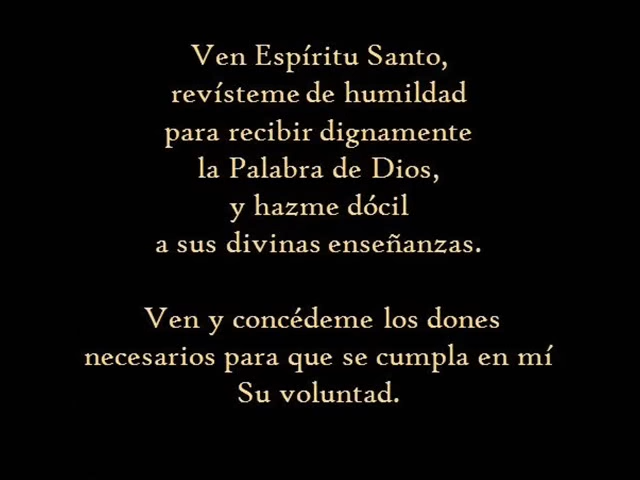 Ven Espíritu Santo,
revísteme de humildad
para recibir dignamente
la Palabra de Dios,
y hazme dócil
a sus divinas enseñanzas.
Ven y concédeme los dones
necesarios para que se cumpla en mí
Su voluntad.